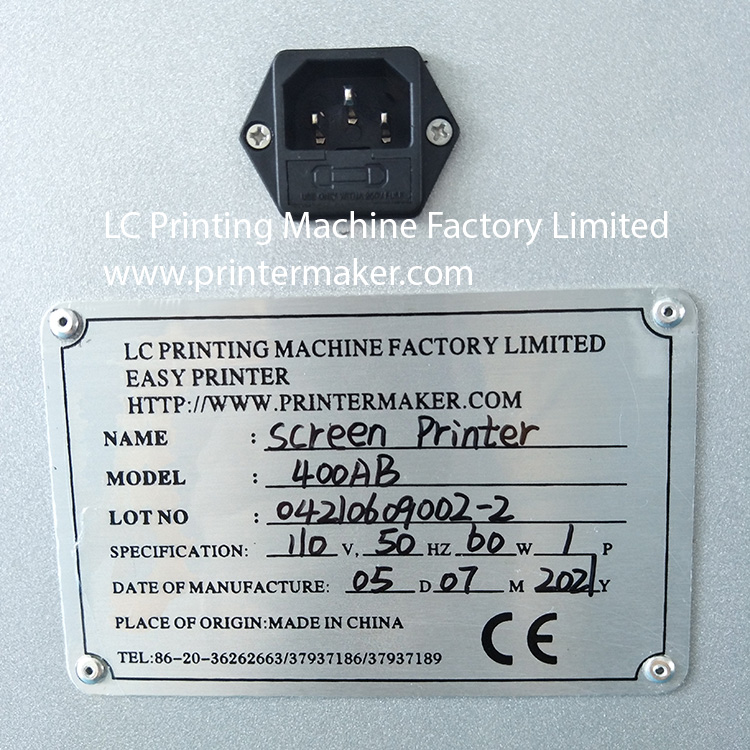 LC Printing Machine Factory Limited
www.printermaker.com
LC PRINTING MACHINE FACTORY LIMITED
EASY PRINTER
HTTP://WWW.PRINTERMAKER.COM
NAME : Screen Printer
MODEL : 400AB
LOT NO : 04210609002-2
SPECIFICATION: 110 V, 50 HZ 60 W 1 P
DATE OF MANUFACTURE: 05 D 07 M 2021 Y
PLACE OF ORIGIN:MADE IN CHINA
CE
TEL:86-20-36262663/37937186/37937189